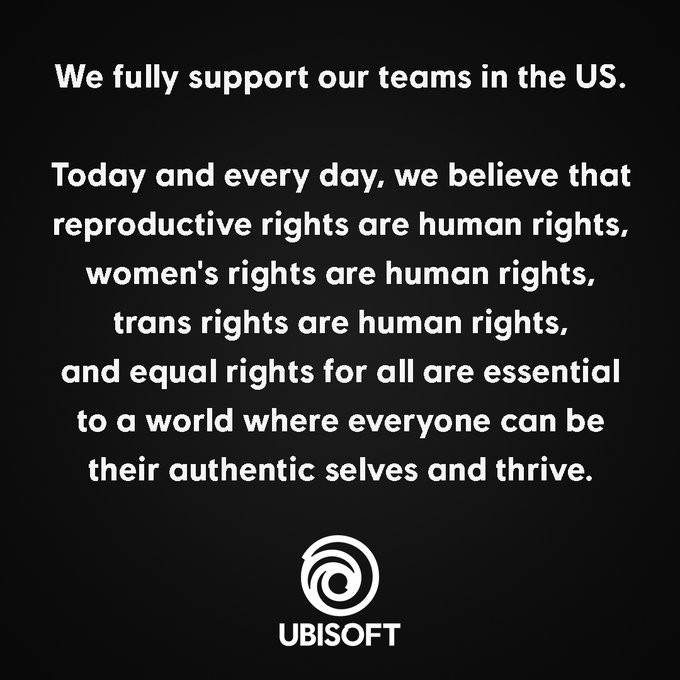 We fully support our teams in the US.
Today and every day, we believe that
reproductive rights are human rights,
women's rights are human rights,
trans rights are human rights,
and equal rights for all are essential
to a world where everyone can be
their authentic selves and thrive.
UBISOFT